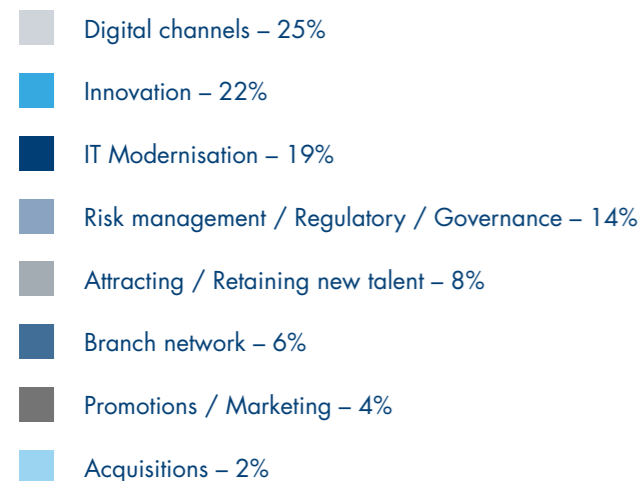 Digital channels – 25%
Innovation – 22%
IT Modernisation – 19%
Risk management / Regulatory / Governance – 14%
Attracting / Retaining new talent – 8%
Branch network – 6%
Promotions / Marketing – 4%
Acquisitions – 2%